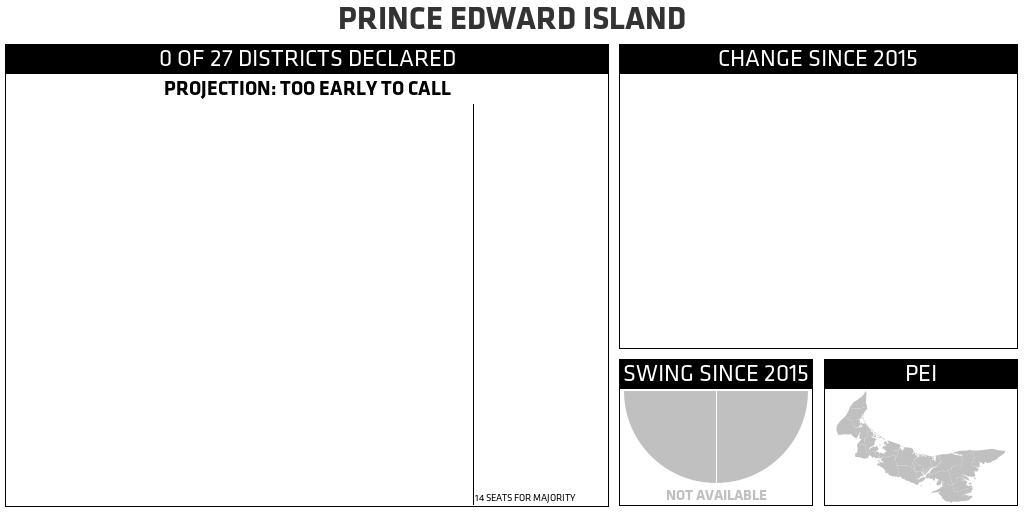 PRINCE EDWARD ISLAND
0 OF 27 DISTRICTS DECLARED
PROJECTION: TOO EARLY TO CALL
14 SEATS FOR MAJORITY
CHANGE SINCE 2015
SWING SINCE 2015
NOT AVAILABLE
PEI